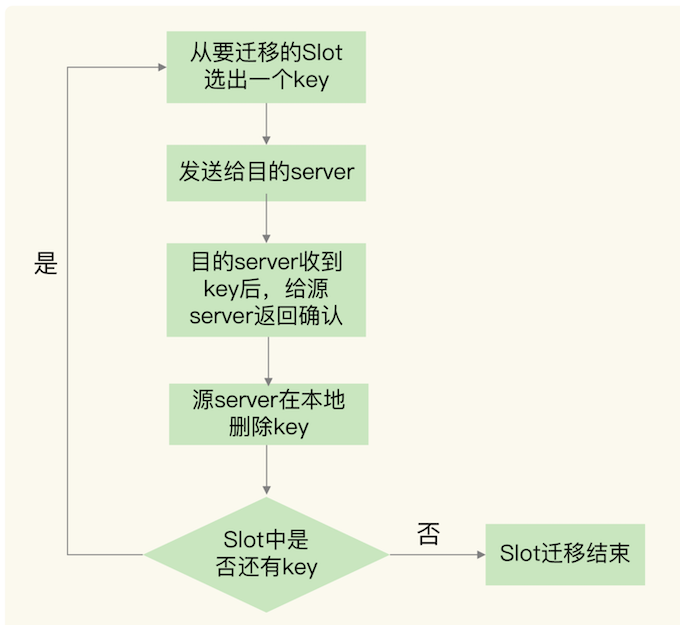 从要迁移的Slot
选出一个key
发送给目的server
是
目的server收到
key后，给源
server返回确认
源server在本地
删除key
Slot中是
否还有key
否
Slot迁移结束